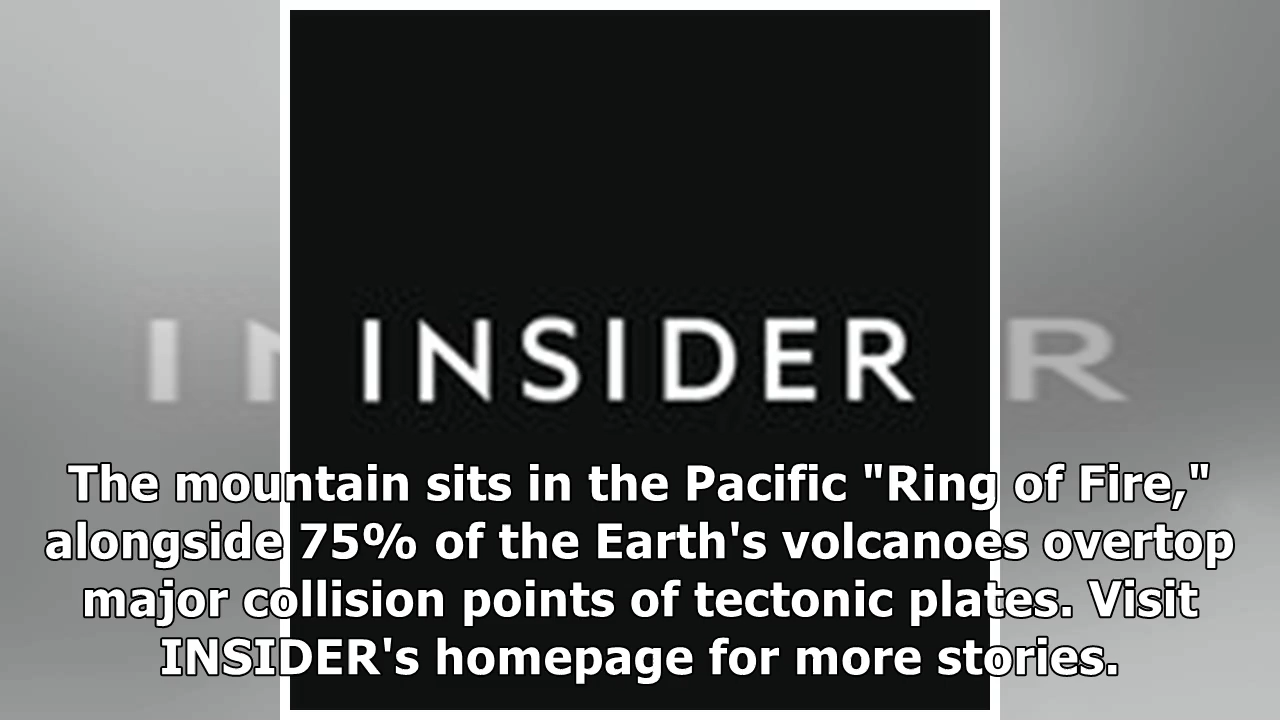 INSIDER
The mountain sits in the Pacific "Ring of Fire,"
alongside 75% of the Earth's volcanoes overtop
major collision points of tectonic plates. Visit
INSIDER's homepage for more stories.